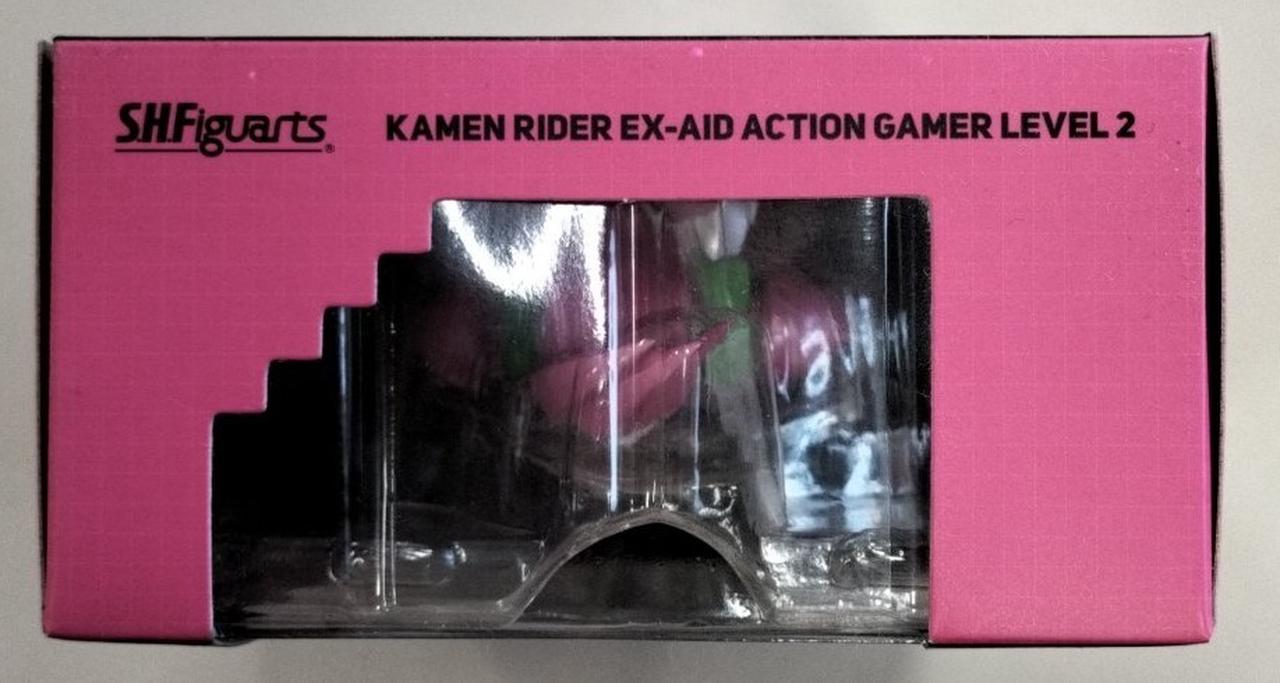 S.H.Figuarts®
KAMEN RIDER EX-AID ACTION GAMER LEVEL 2